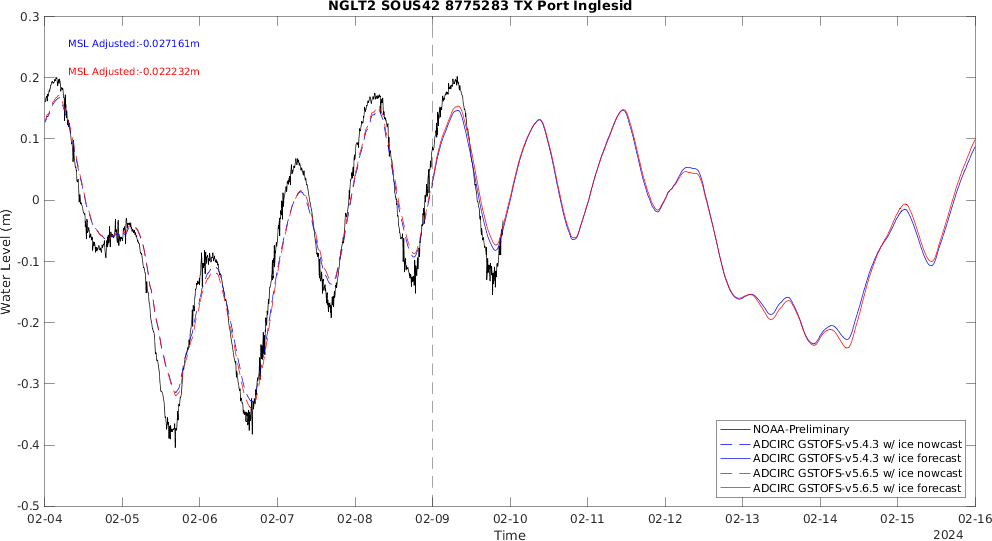 NGLT2 SOUS42 8775283 TX Port Inglesid
MSL Adjusted:-0.027161m
MSL Adjusted:-0.022232m
0.3
0.2
0.1
0
-0.1
-0.2
-0.3
-0.4
-0.5
Water Level (m)
NOAA-Preliminary
ADCIRC GSTOFS-v5.4.3 w/ ice nowcast
ADCIRC GSTOFS-v5.4.3 w/ ice forecast
ADCIRC GSTOFS-v5.6.5 w/ ice nowcast
ADCIRC GSTOFS-v5.6.5 w/ ice forecast
02-04 02-05 02-06 02-07 02-08 02-09 02-10 02-11 02-12 02-13 02-14 02-15 02-16
Time
2024